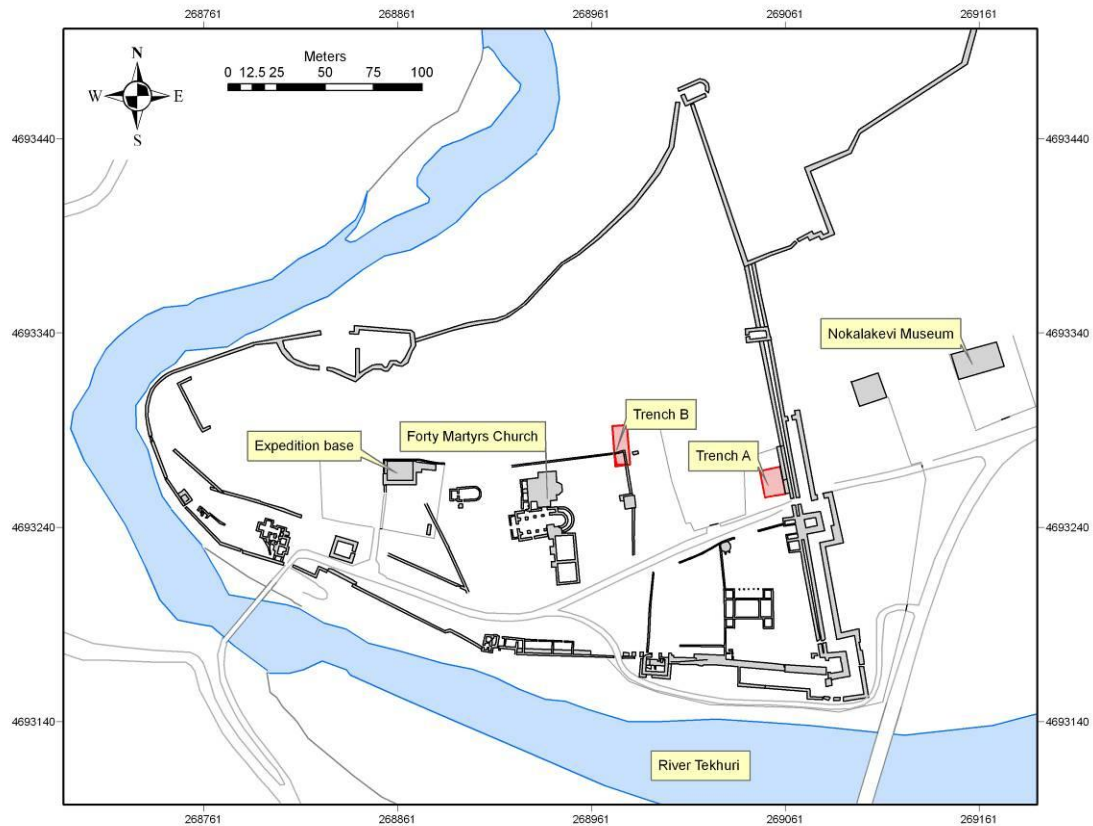 268761 268861 268961 269061 269161
N
W E
S
Meters
0 12.5 25 50 75 100
4693440 4693440
4693340 4693340
Nokalakevi Museum
Trench B
Forty Martyrs Church
Expedition base
Trench A
4693240 4693240
4693140 4693140
River Tekhuri
268761 268861 268961 269061 269161